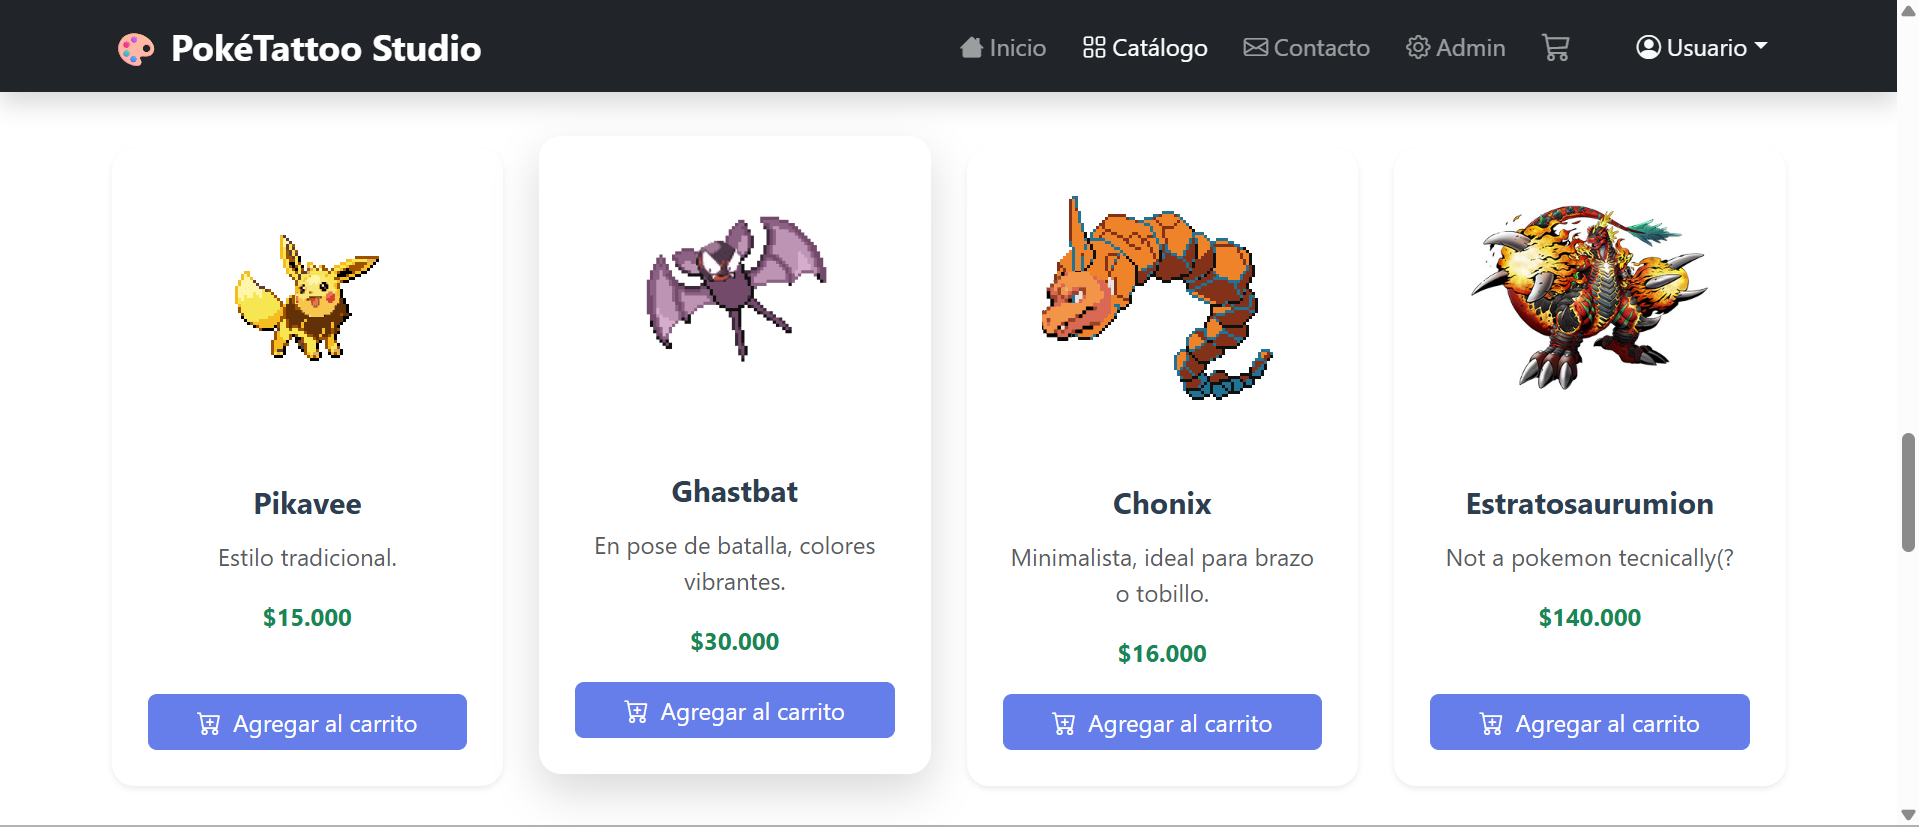 PokéTattoo Studio
Inicio
Catálogo
Contacto
Admin
Usuario
Pikavee
Estilo tradicional.
$15.000
Agregar al carrito
Ghastbat
En pose de batalla, colores
vibrantes.
$30.000
Agregar al carrito
Chonix
Minimalista, ideal para brazo
o tobillo.
$16.000
Agregar al carrito
Estratosaurumion
Not a pokemon tecnically(?
$140.000
Agregar al carrito